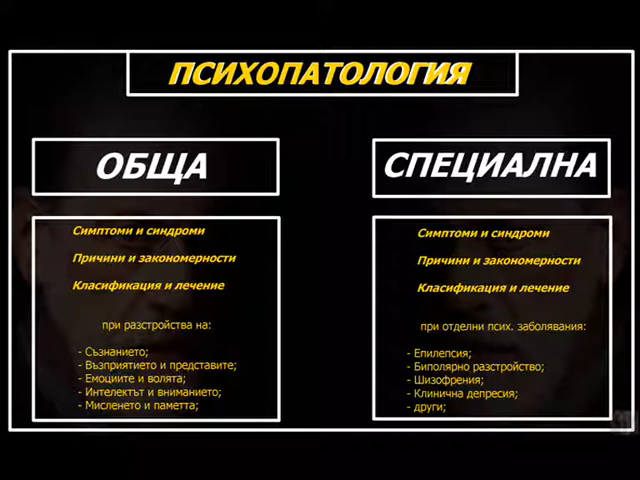 ПСИХОПАТОЛОГИЯ
ОБЩА
Симптоми и синдроми
Причини и закономерности
Класификация и лечение
при разстройства на:
- Съзнанието;
- Възприятието и представите;
- Емоциите и волята;
- Интелектът и вниманието;
- Мисленето и паметта;
СПЕЦИАЛНА
Симптоми и синдроми
Причини и закономерности
Класификация и лечение
при отделни псих. заболявания:
- Епилепсия;
- Биполярно разстройство;
- Шизофрения;
- Клинична депресия;
- други;